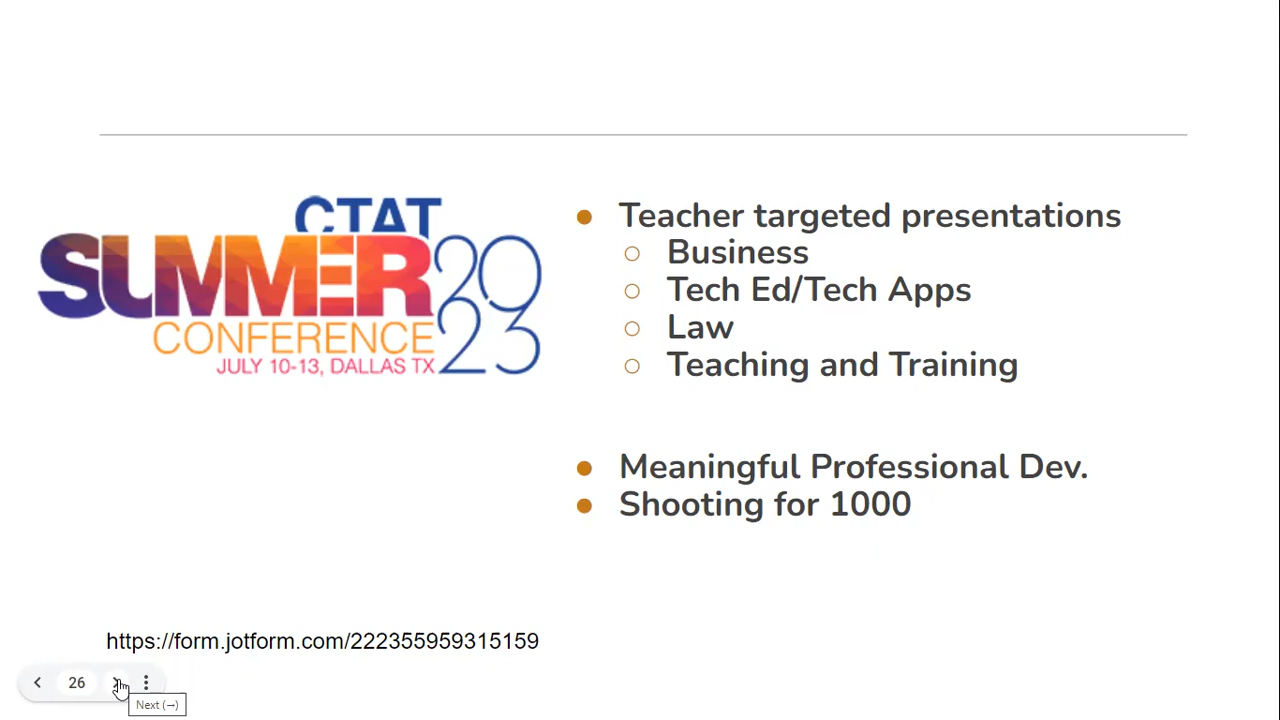 CTAT
SUMMER 20
CONFERENCE 23
JULY 10-13, DALLAS TX
Teacher targeted presentations
Business
Tech Ed/Tech Apps
Law
Teaching and Training
Meaningful Professional Dev.
Shooting for 1000
https://form.jotform.com/222355959315159
26
Next (→)